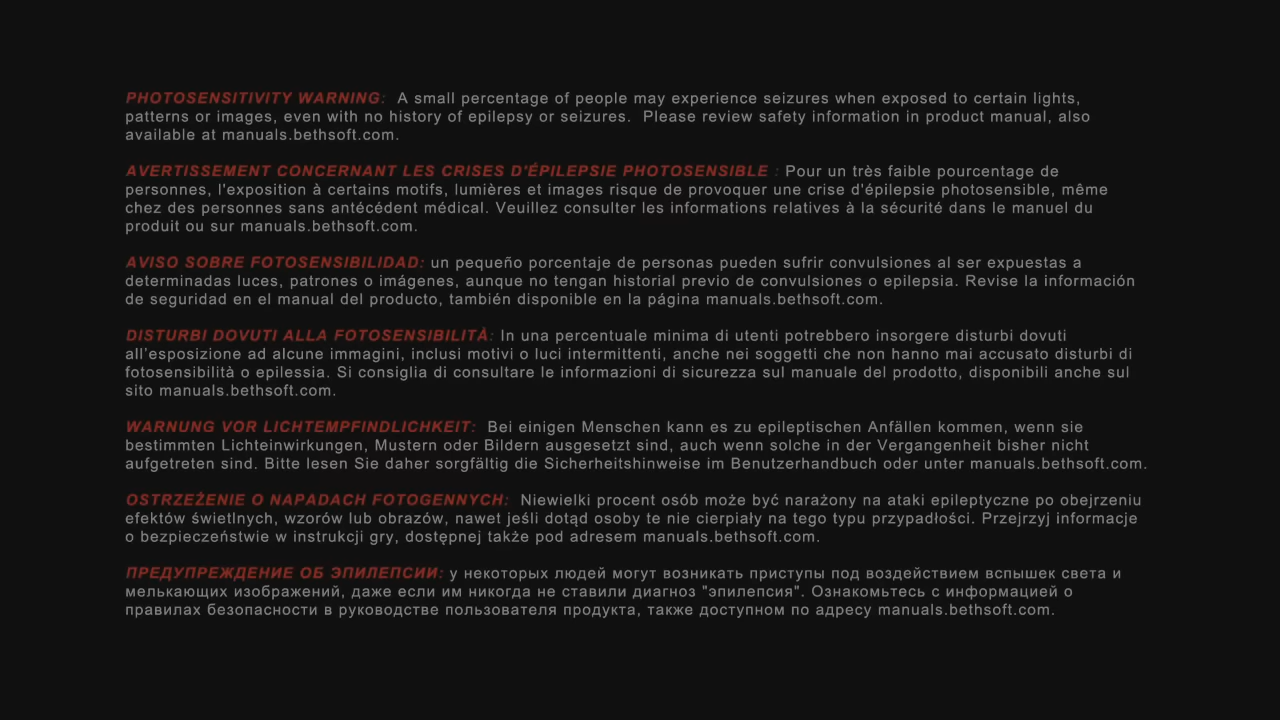 PHOTOSENSITIVITY WARNING: A small percentage of people may experience seizures when exposed to certain lights,
patterns or images, even with no history of epilepsy or seizures. Please review safety information in product manual, also
available at manuals.bethsoft.com.
AVERTISSEMENT CONCERNANT LES CRISES D'ÉPILEPSIE PHOTOSENSIBLE : Pour un très faible pourcentage de
personnes, l'exposition à certains motifs, lumières et images risque de provoquer une crise d'épilepsie photosensible, même
chez des personnes sans antécédent médical. Veuillez consulter les informations relatives à la sécurité dans le manuel du
produit ou sur manuals.bethsoft.com.
AVISO SOBRE FOTOSENSIBILIDAD: un pequeño porcentaje de personas pueden sufrir convulsiones al ser expuestas a
determinadas luces, patrones o imágenes, aunque no tengan historial previo de convulsiones o epilepsia. Revise la información
de seguridad en el manual del producto, también disponible en la página manuals.bethsoft.com.
DISTURBI DOVUTI ALLA FOTOSENSIBILITÀ: In una percentuale minima di utenti potrebbero insorgere disturbi dovuti
all'esposizione ad alcune immagini, inclusi motivi o luci intermittenti, anche nei soggetti che non hanno mai accusato disturbi di
fotosensibilità o epilessia. Si consiglia di consultare le informazioni di sicurezza sul manuale del prodotto, disponibili anche sul
sito manuals.bethsoft.com.
WARNUNG VOR LICHTEMPFINDLICHKEIT: Bei einigen Menschen kann es zu epileptischen Anfällen kommen, wenn sie
bestimmten Lichteinwirkungen, Mustern oder Bildern ausgesetzt sind, auch wenn solche in der Vergangenheit bisher nicht
aufgetreten sind. Bitte lesen Sie daher sorgfältig die Sicherheitshinweise im Benutzerhandbuch oder unter manuals.bethsoft.com.
OSTRZEŻENIE O NAPADACH FOTOGENNYCH: Niewielki procent osób może być narażony na ataki epileptyczne po obejrzeniu
efektów świetlnych, wzorów lub obrazów, nawet jeśli dotąd osoby te nie cierpiały na tego typu przypadłości. Przejrzyj informacje
o bezpieczeństwie w instrukcji gry, dostępnej także pod adresem manuals.bethsoft.com.
ПРЕДУПРЕЖДЕНИЕ ОБ ЭПИЛЕПСИИ: у некоторых людей могут возникать приступы под воздействием вспышек света и
мелькающих изображений, даже если им никогда не ставили диагноз "эпилепсия". Ознакомьтесь с информацией о
правилах безопасности в руководстве пользователя продукта, также доступном по адресу manuals.bethsoft.com.